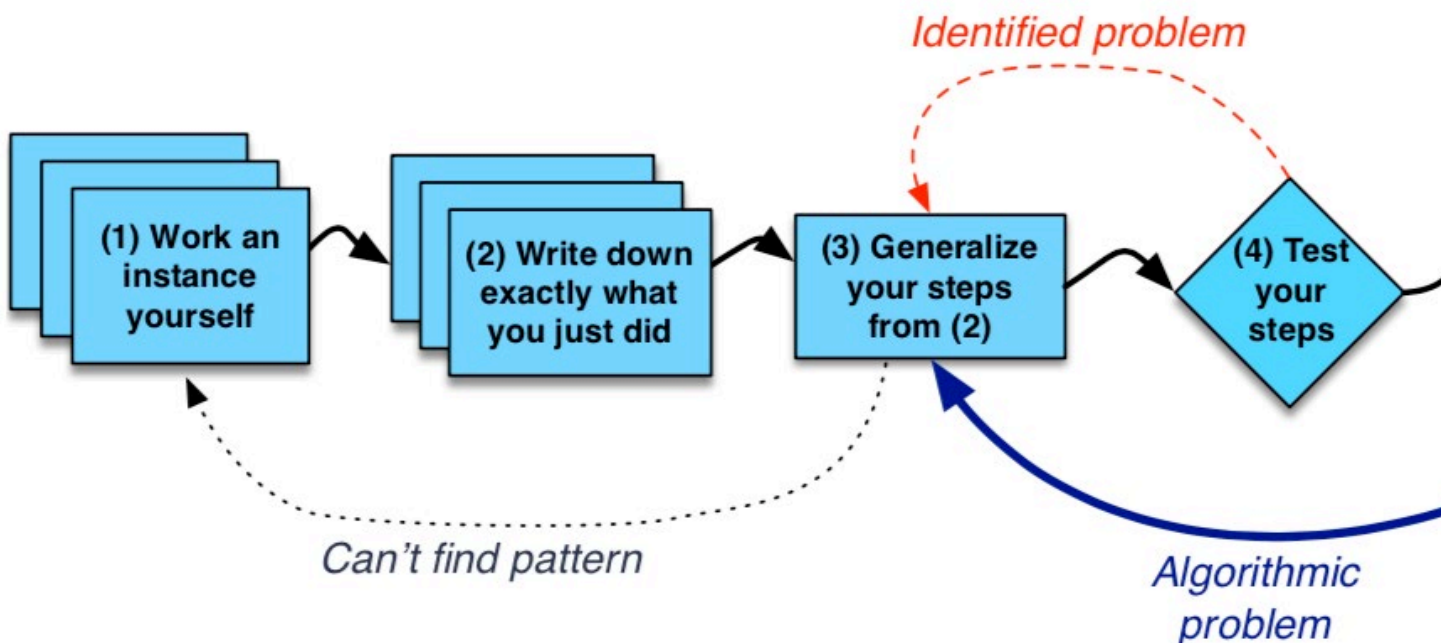 Identified problem
(1) Work an
instance
yourself
(2) Write down
exactly what
you just did
(3) Generalize
your steps
from (2)
(4) Test
your
steps
Can't find pattern
Algorithmic
problem